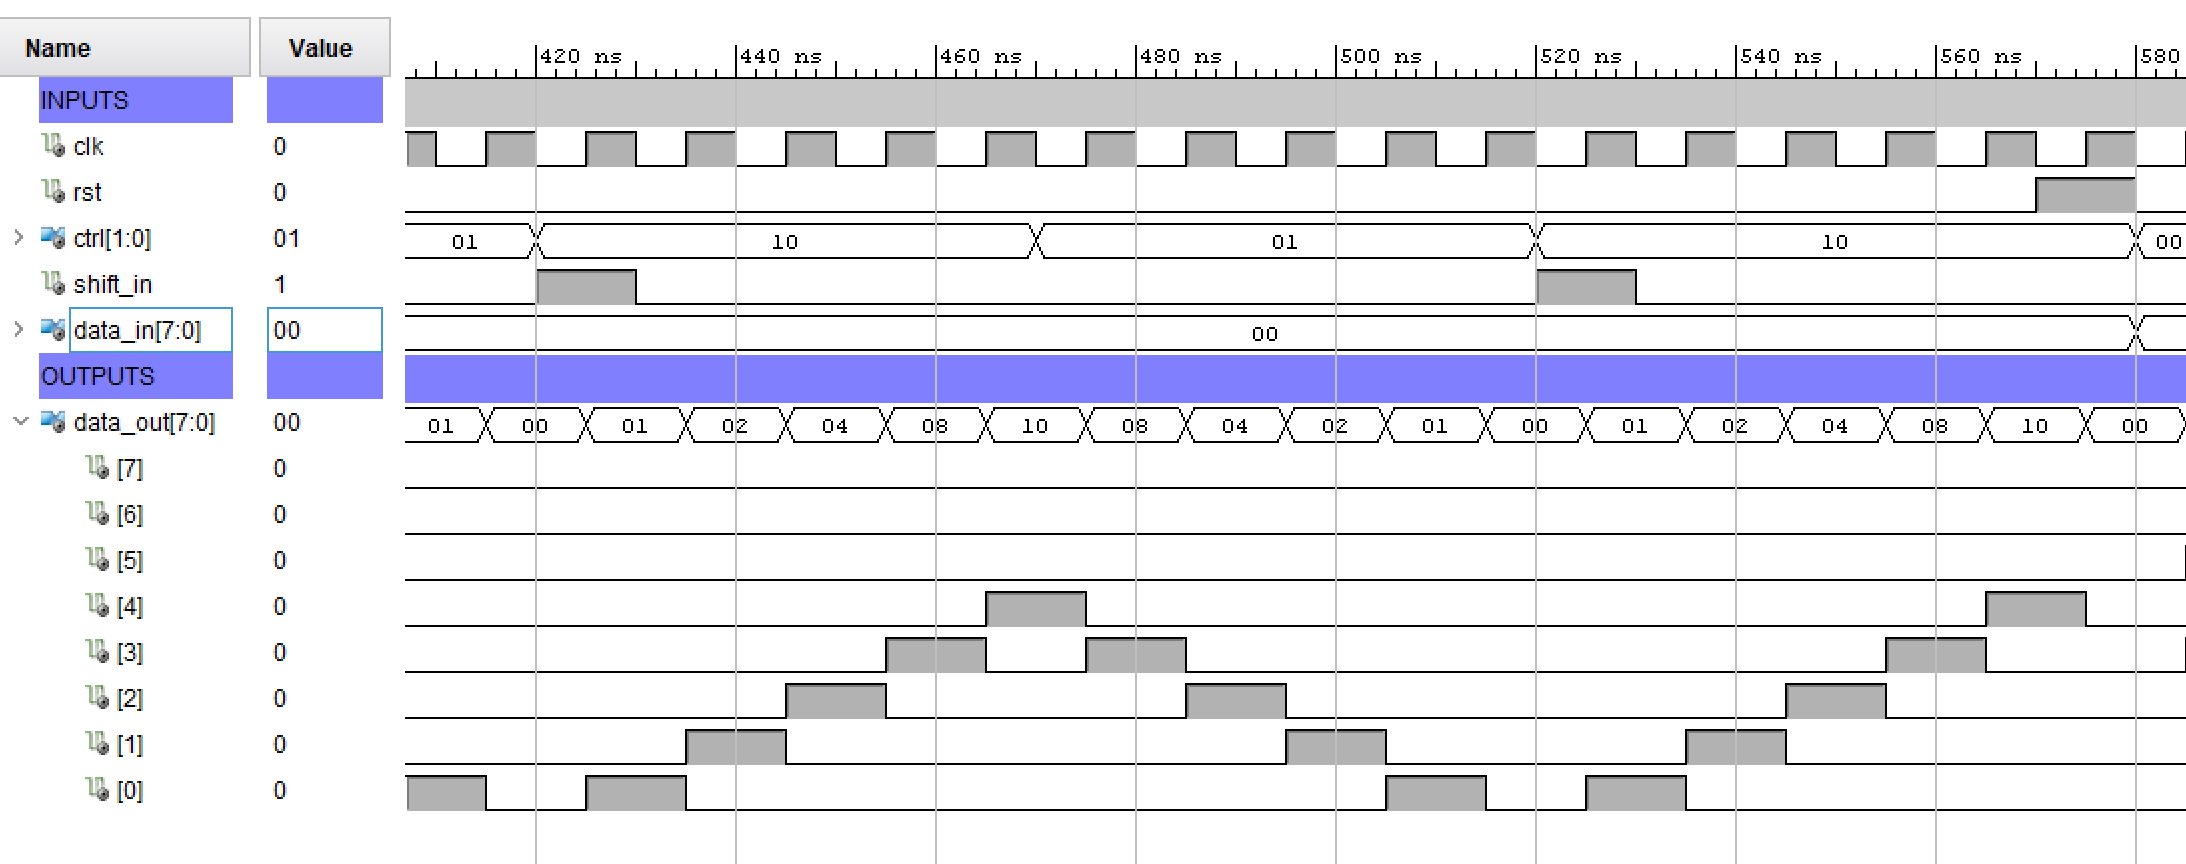 Name Value 420 ns 440 ns 460 ns 480 ns 500 ns 520 ns 540 ns 560 ns 580
INPUTS
clk 0
rst 0
ctrl[1:0] 01 01 10 01 10 00
shift_in 1
data_in[7:0] 00 00
OUTPUTS
data_out[7:0] 00 01 00 01 02 04 08 10 08 04 02 01 00 01 02 04 08 10 00
[7] 0
[6] 0
[5] 0
[4] 0
[3] 0
[2] 0
[1] 0
[0] 0